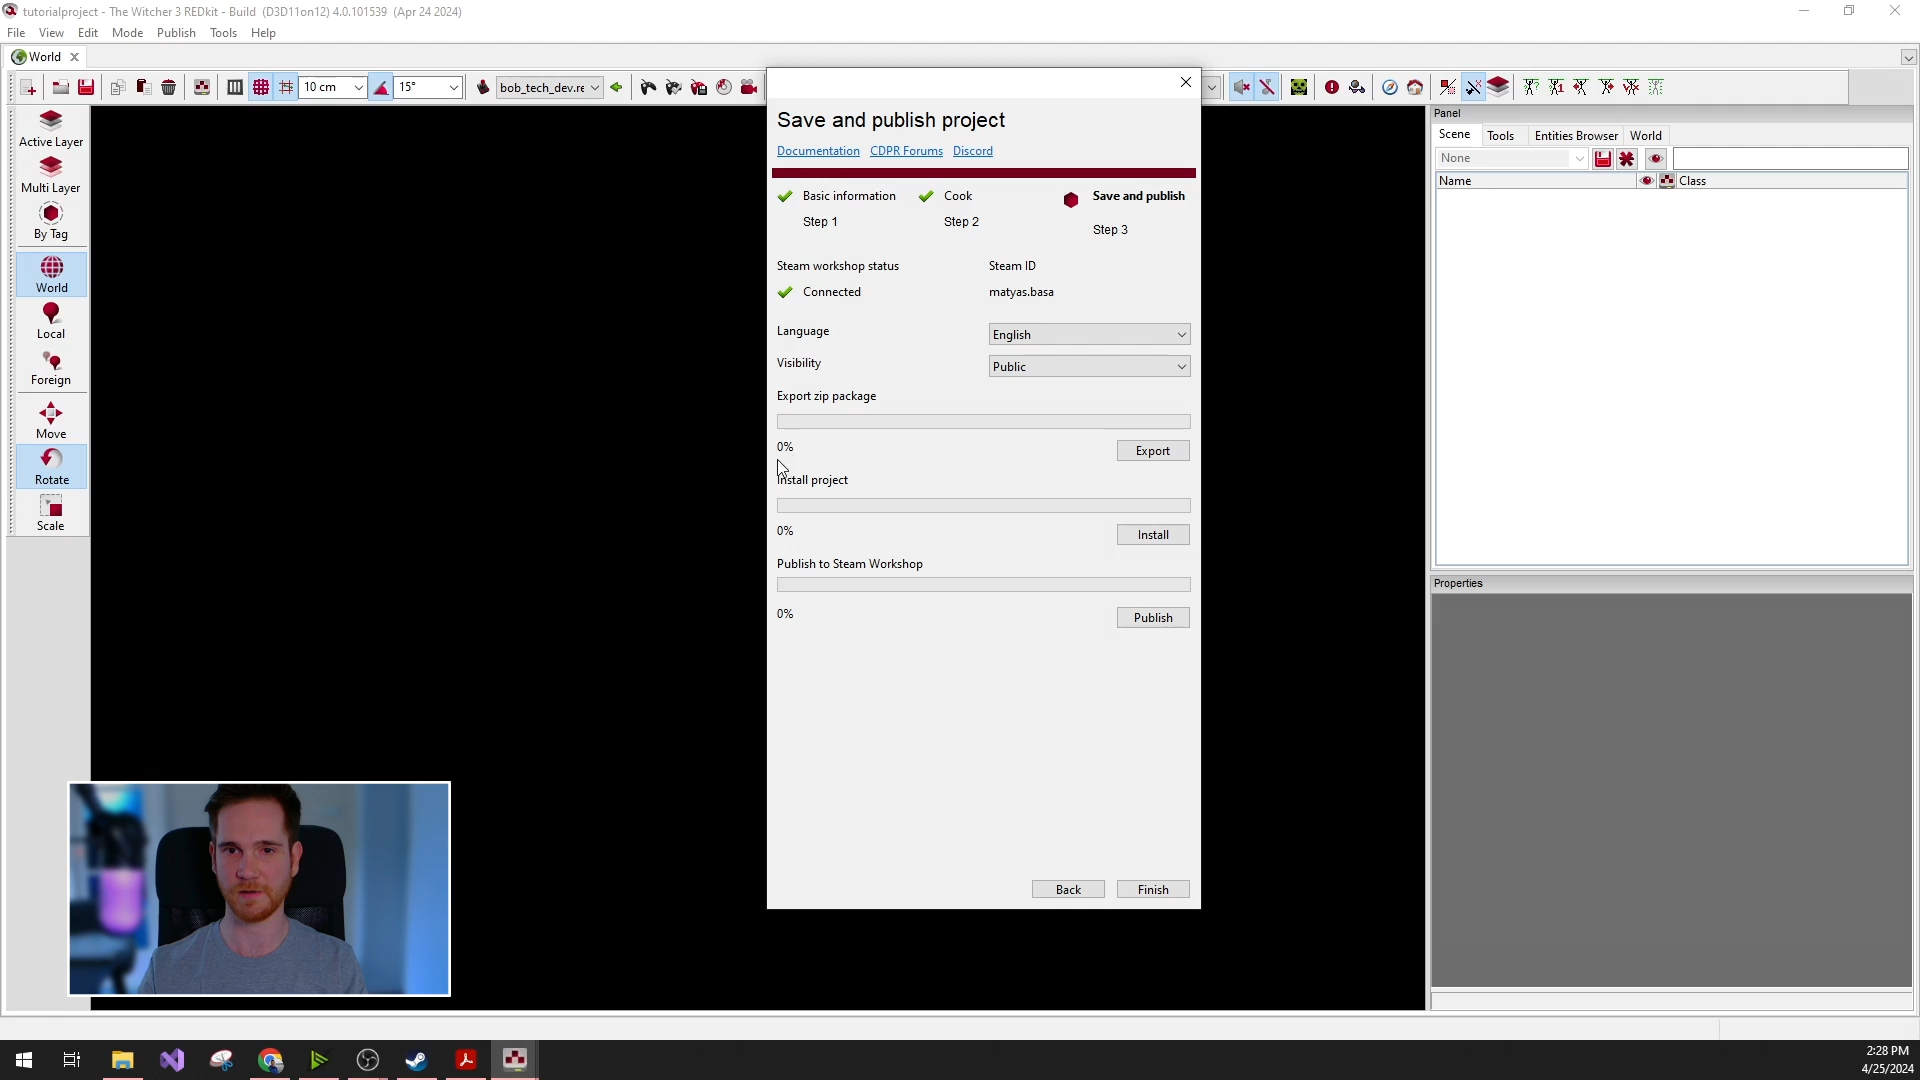 tutorialproject - The Witcher 3 REDkit - Build (D3D11on12) 4.0.101539 (Apr 24 2024)
File View Edit Mode Publish Tools Help
World
10 cm 15° bob_tech_dev.re
Active Layer
Multi Layer
By Tag
World
Local
Foreign
Move
Rotate
Scale
Save and publish project
Documentation CDPR Forums Discord
Basic information Cook Save and publish
Step 1 Step 2 Step 3
Steam workshop status Steam ID
Connected matyas.basa
Language English
Visibility Public
Export zip package
0% Export
Install project
0% Install
Publish to Steam Workshop
0% Publish
Back Finish
Panel
Scene Tools Entities Browser World
None
Name Class
Properties
2:28 PM
4/25/2024